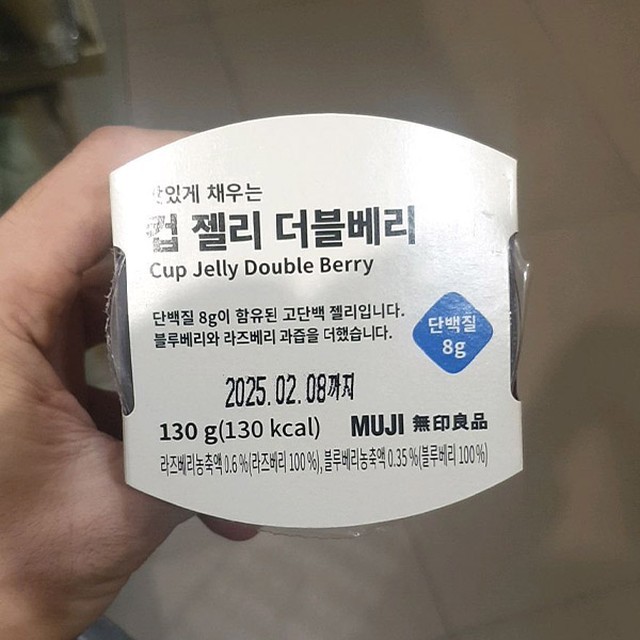 맛있게 채우는
컵 젤리 더블베리
Cup Jelly Double Berry
단백질 8g이 함유된 고단백 젤리입니다.
블루베리와 라즈베리 과즙을 더했습니다.
단백질
8g
2025.02.08까지
130 g(130 kcal)
MUJI 無印良品
라즈베리농축액 0.6 %(라즈베리 100 %), 블루베리농축액 0.35 %(블루베리 100 %)